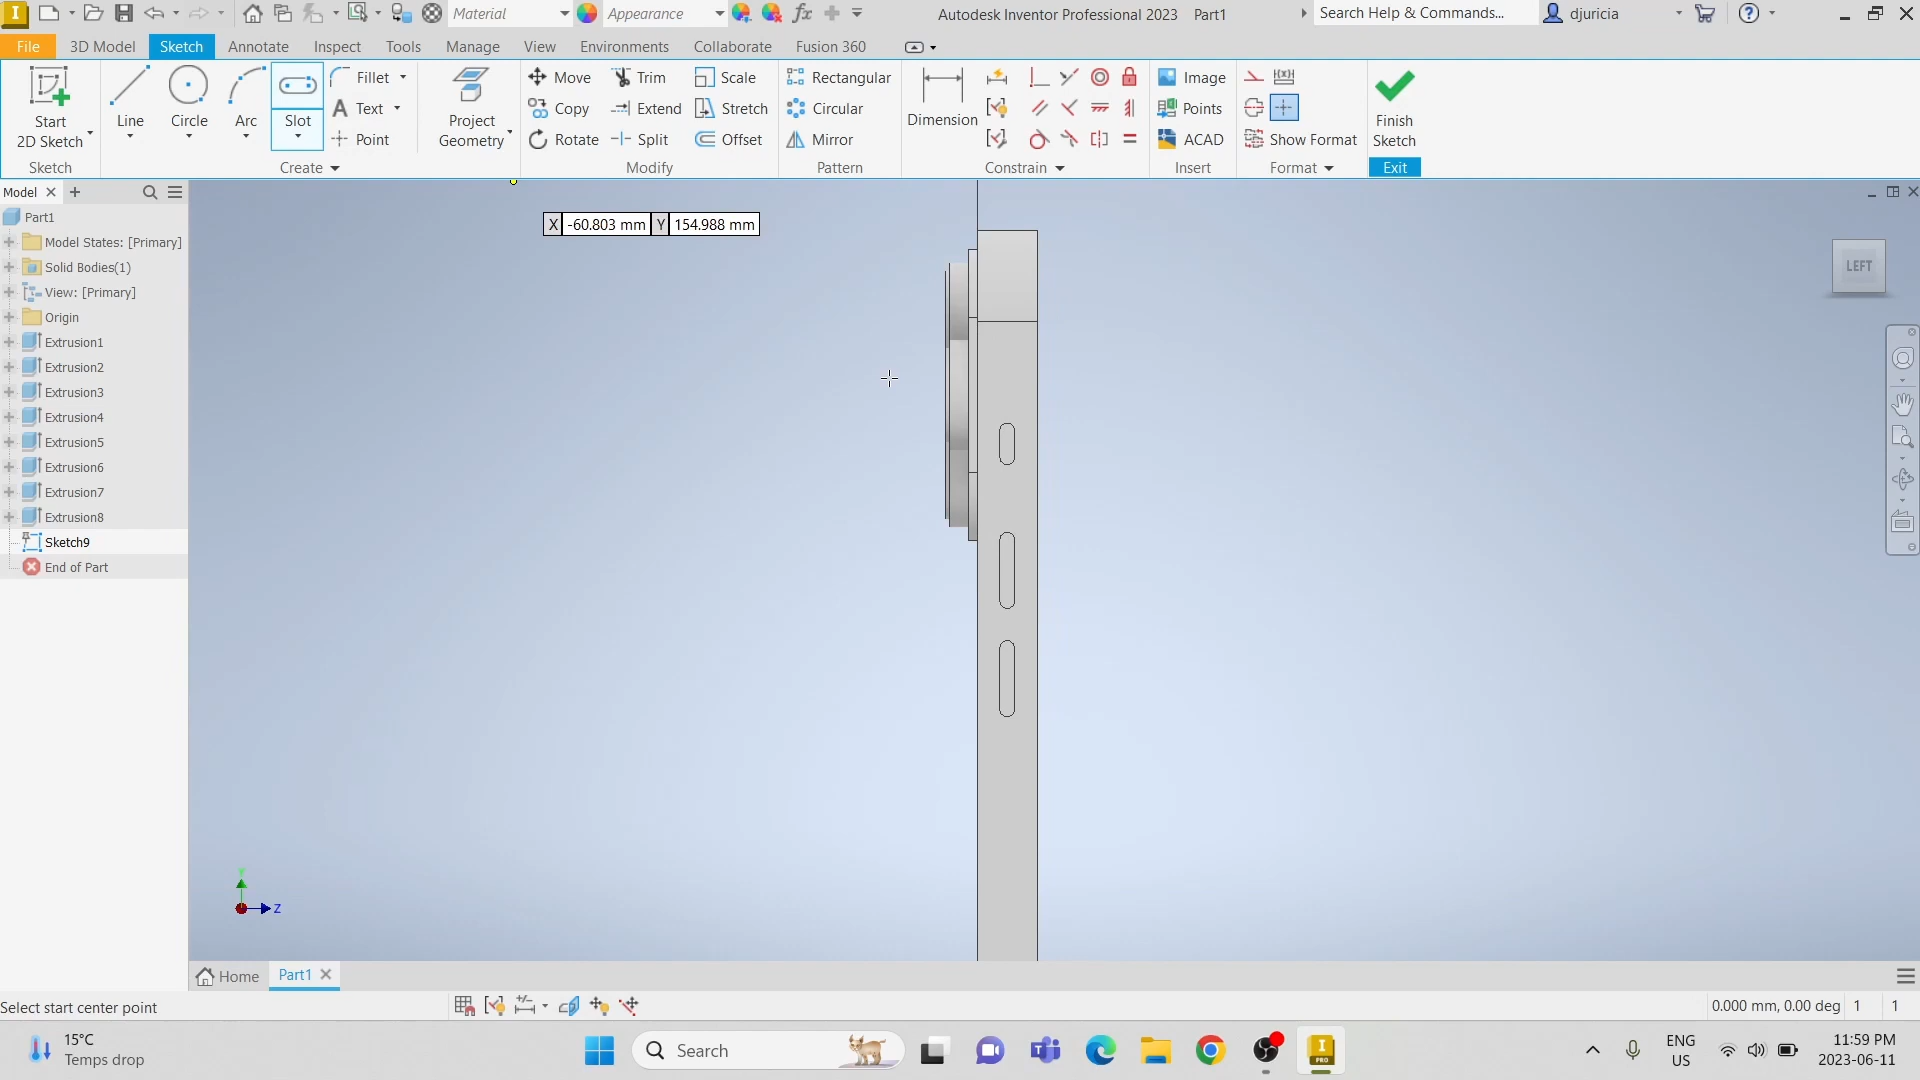 Material
Appearance
Autodesk Inventor Professional 2023 Part1
Search Help & Commands...
djuricia
File
3D Model
Sketch
Annotate
Inspect
Tools
Manage
View
Environments
Collaborate
Fusion 360
Start
2D Sketch
Sketch
Line
Circle
Arc
Slot
Fillet
Text
Point
Create
Project
Geometry
Move
Copy
Rotate
Trim
Extend
Split
Scale
Stretch
Offset
Modify
Rectangular
Circular
Mirror
Pattern
Dimension
Constrain
Image
Points
ACAD
Insert
Show Format
Format
Finish
Sketch
Exit
Model
Part1
Model States: [Primary]
Solid Bodies(1)
View: [Primary]
Origin
Extrusion1
Extrusion2
Extrusion3
Extrusion4
Extrusion5
Extrusion6
Extrusion7
Extrusion8
Sketch9
End of Part
X -60.803 mm Y 154.988 mm
LEFT
Y
Z
Home
Part1
Select start center point
0.000 mm, 0.00 deg 1 1
15°C
Temps drop
Search
PRO
ENG
US
11:59 PM
2023-06-11